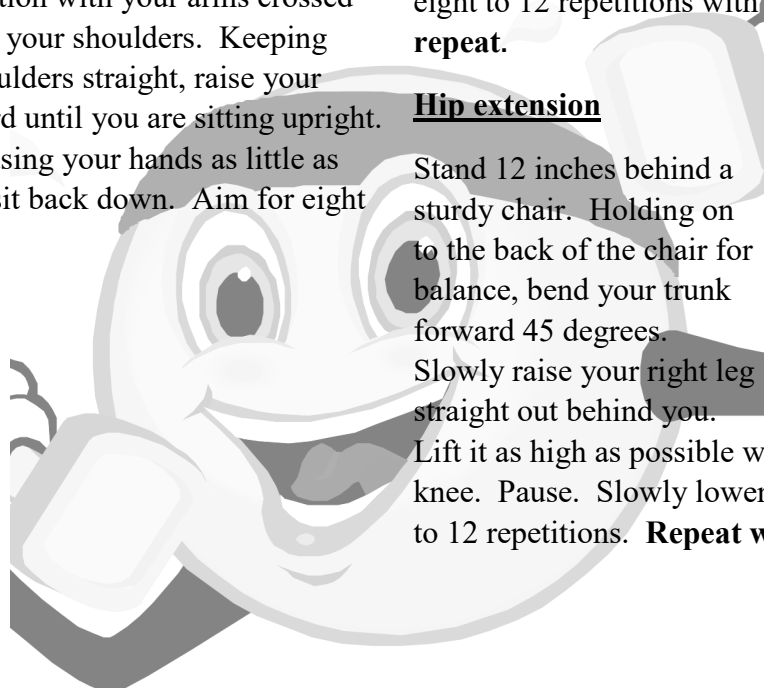 tion with your arms crossed
your shoulders. Keeping
ulders straight, raise your
d until you are sitting upright.
sing your hands as little as
sit back down. Aim for eight
eight to 12 repetitions with
repeat.
Hip extension
Stand 12 inches behind a
sturdy chair. Holding on
to the back of the chair for
balance, bend your trunk
forward 45 degrees.
Slowly raise your right leg
straight out behind you.
Lift it as high as possible w
knee. Pause. Slowly lower
to 12 repetitions. Repeat w